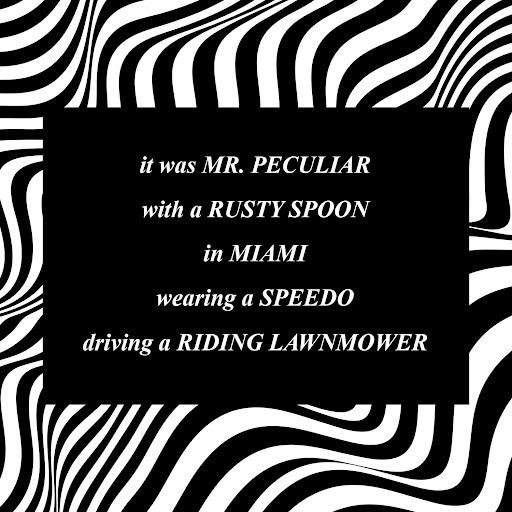 it was MR. PECULIAR
with a RUSTY SPOON
in MIAMI
wearing a SPEEDO
driving a RIDING LAWNMOWER